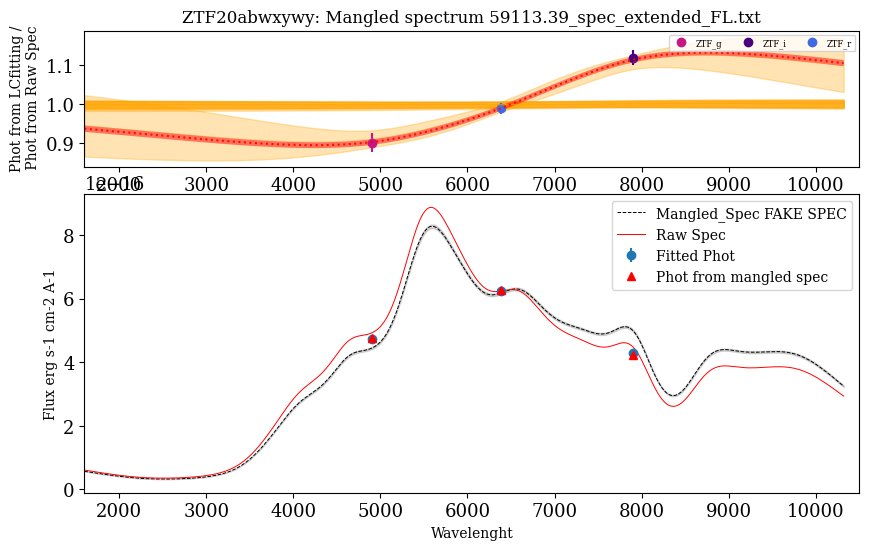 ZTF20abwxywy: Mangled spectrum 59113.39_spec_extended_FL.txt
Phot from LCfitting /
Phot from Raw Spec
1.1
1.0
0.9
ZTF_g ZTF_i ZTF_r
2000 3000 4000 5000 6000 7000 8000 9000 10000
1e−16
Flux erg s-1 cm-2 A-1
8
6
4
2
0
Mangled_Spec FAKE SPEC
Raw Spec
Fitted Phot
Phot from mangled spec
2000 3000 4000 5000 6000 7000 8000 9000 10000
Wavelenght